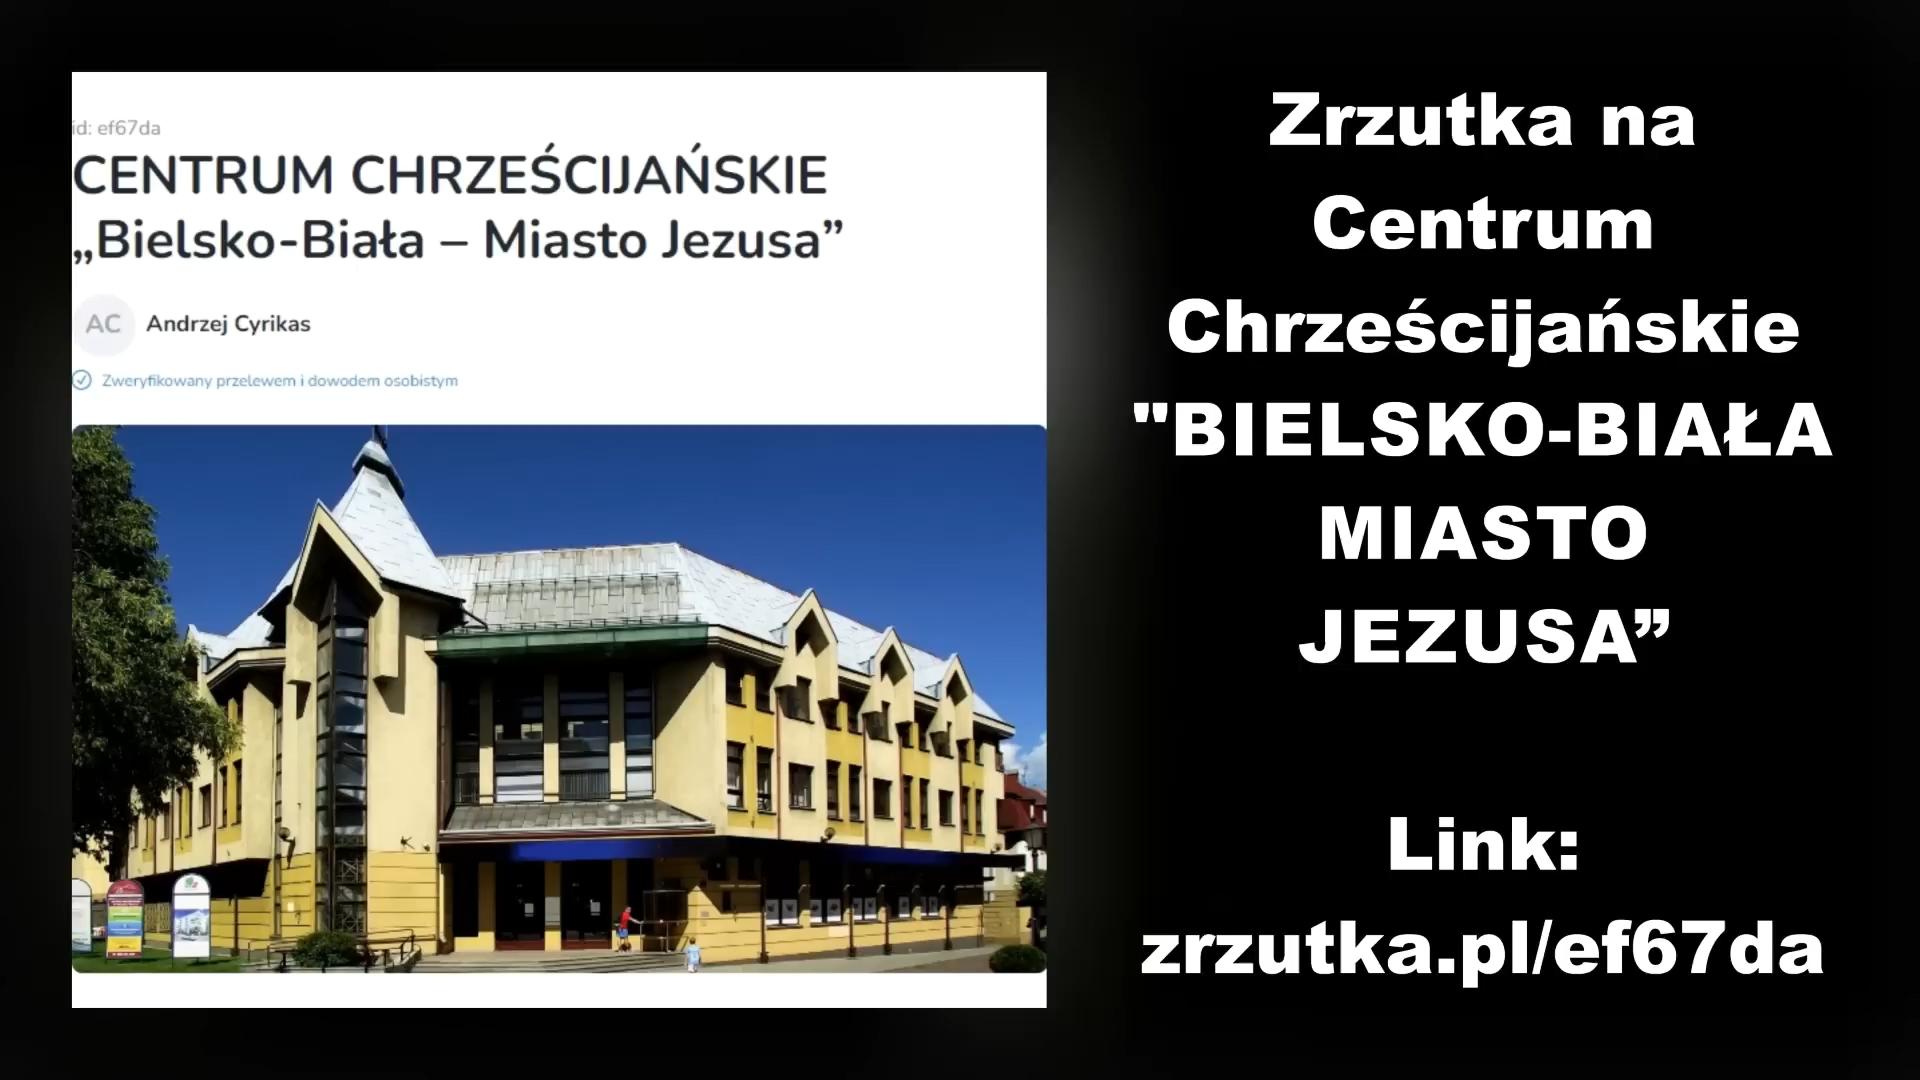 id: ef67da
CENTRUM CHRZEŚCIJAŃSKIE
„Bielsko-Biała – Miasto Jezusa”
AC Andrzej Cyrikas
Zweryfikowany przelewem i dowodem osobistym
Zrzutka na
Centrum
Chrześcijańskie
"BIELSKO-BIAŁA
MIASTO
JEZUSA”
Link:
zrzutka.pl/ef67da